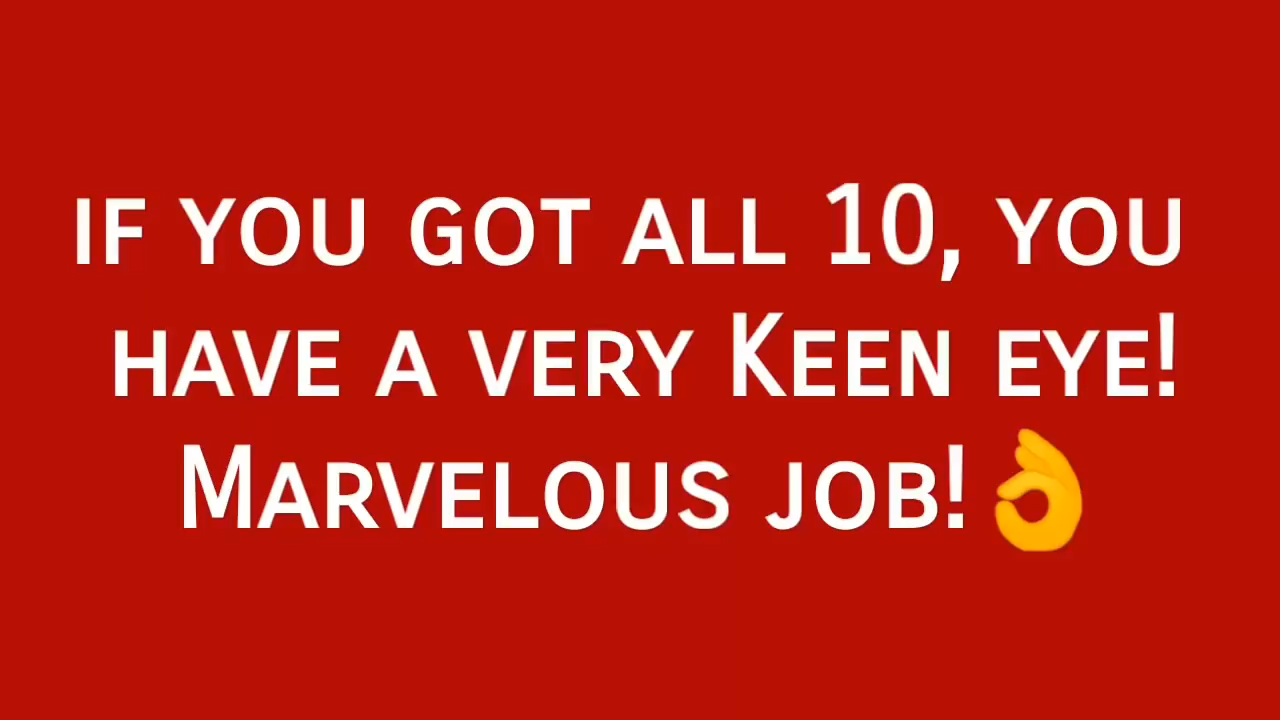 IF YOU GOT ALL 10, YOU
HAVE A VERY KEEN EYE!
MARVELOUS JOB!👌